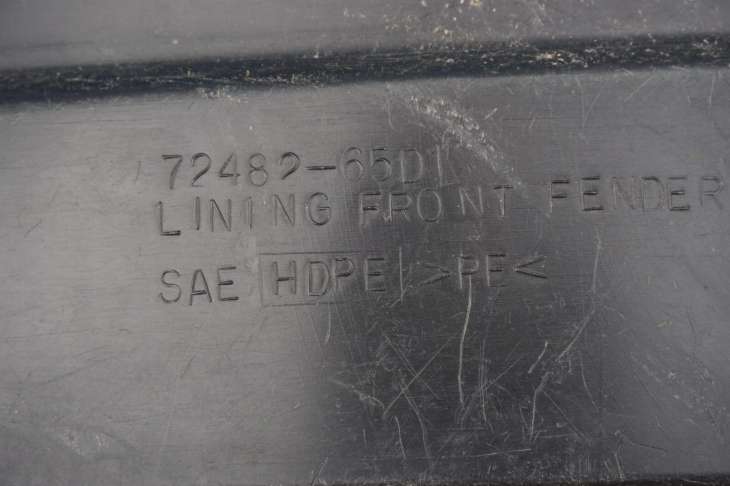 72482-65D1
LINING FRONT FENDER
SAE HDPE >PE<